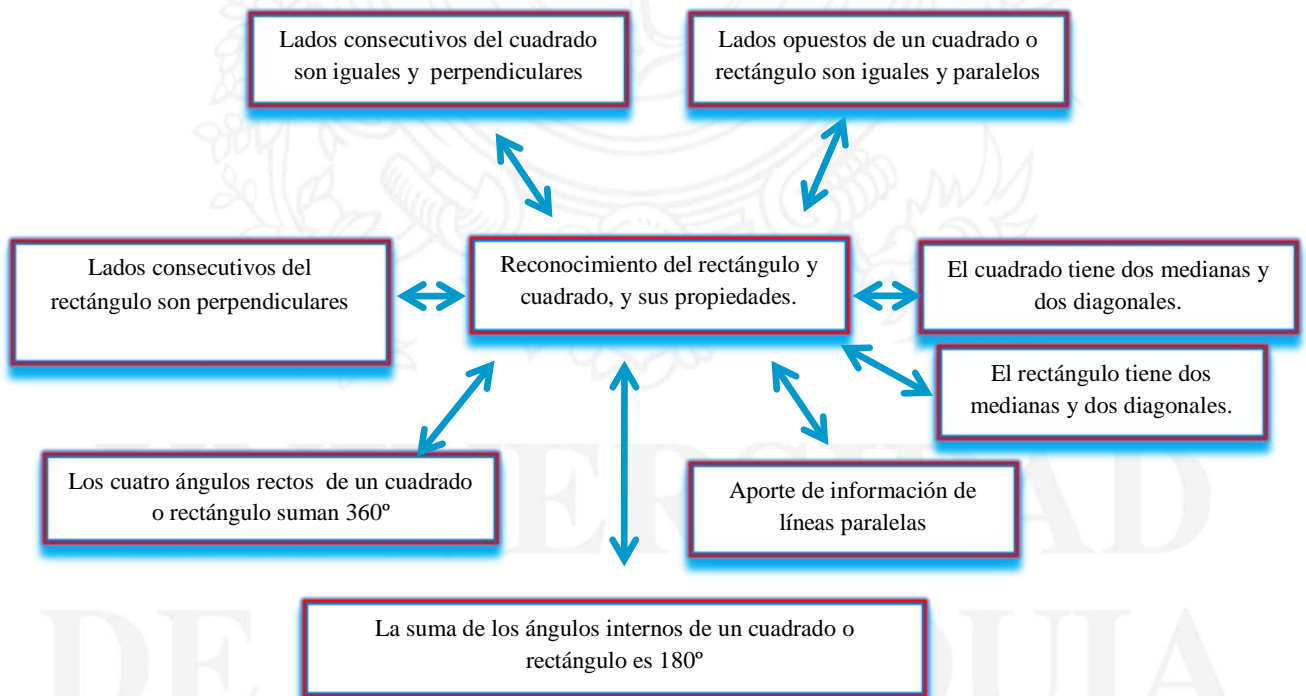 Lados consecutivos del cuadrado
son iguales y perpendiculares
Lados opuestos de un cuadrado o
rectángulo son iguales y paralelos
Lados consecutivos del
rectángulo son perpendiculares
Reconocimiento del rectángulo y
cuadrado, y sus propiedades.
El cuadrado tiene dos medianas y
dos diagonales.
El rectángulo tiene dos
medianas y dos diagonales.
Los cuatro ángulos rectos de un cuadrado
o rectángulo suman 360º
Aporte de información de
líneas paralelas
La suma de los ángulos internos de un cuadrado o
rectángulo es 180º